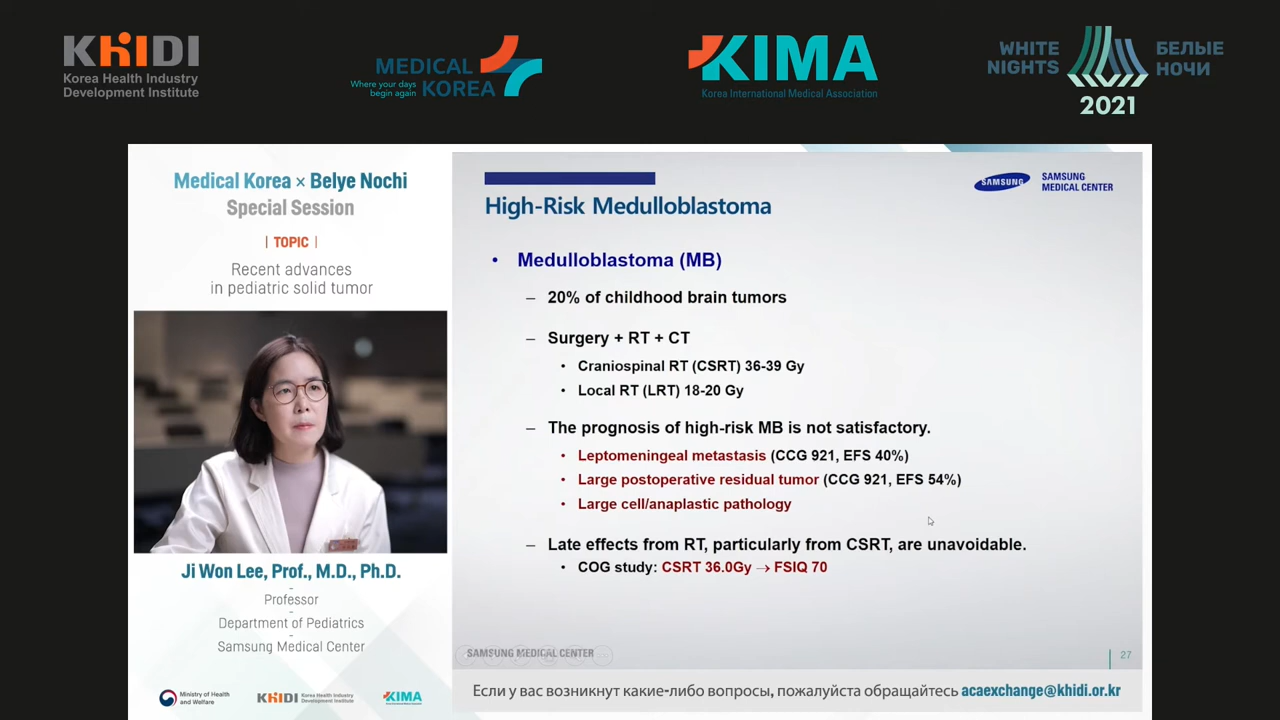 KHIDI
Korea Health Industry
Development Institute
MEDICAL
KOREA
Where your days
begin again
KIMA
Korea International Medical Association
WHITE
NIGHTS
БЕЛЫЕ
НОЧИ
2021
Medical Korea × Belye Nochi
Special Session
| TOPIC |
Recent advances
in pediatric solid tumor
Ji Won Lee, Prof., M.D., Ph.D.
-
Professor
-
Department of Pediatrics
-
Samsung Medical Center
Ministry of Health
and Welfare
KHIDI
Korea Health Industry
Development Institute
KIMA
SAMSUNG
SAMSUNG
MEDICAL CENTER
High-Risk Medulloblastoma
• Medulloblastoma (MB)
– 20% of childhood brain tumors
– Surgery + RT + CT
• Craniospinal RT (CSRT) 36-39 Gy
• Local RT (LRT) 18-20 Gy
– The prognosis of high-risk MB is not satisfactory.
• Leptomeningeal metastasis (CCG 921, EFS 40%)
• Large postoperative residual tumor (CCG 921, EFS 54%)
• Large cell/anaplastic pathology
– Late effects from RT, particularly from CSRT, are unavoidable.
• COG study: CSRT 36.0Gy → FSIQ 70
SAMSUNG MEDICAL CENTER
27
Если у вас возникнут какие-либо вопросы, пожалуйста обращайтесь acaexchange@khidi.or.kr